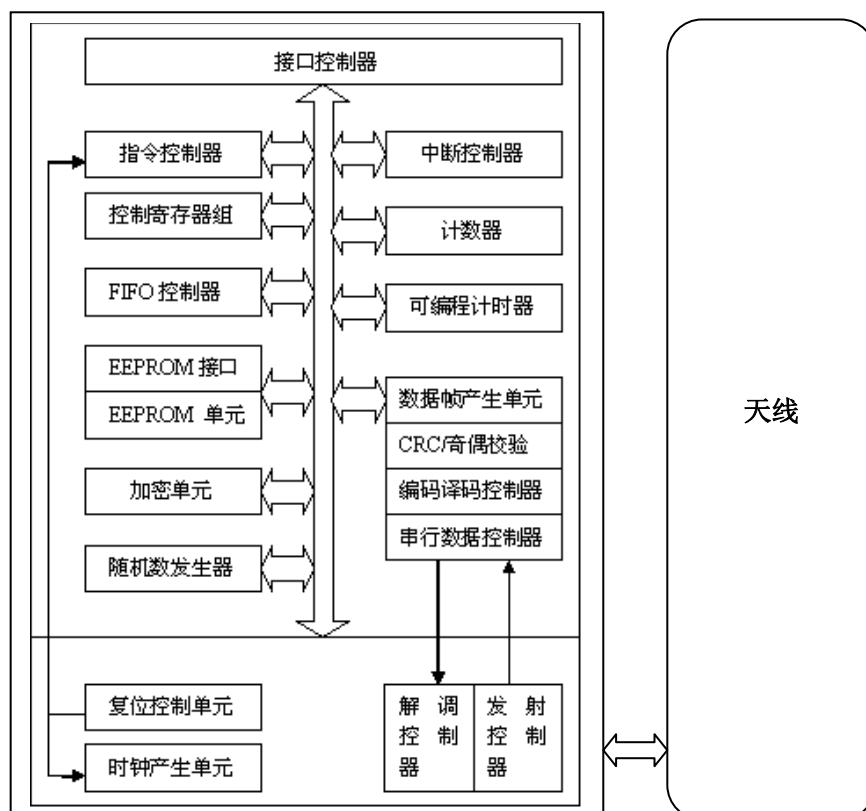 接口控制器
指令控制器
中断控制器
控制寄存器组
计数器
FIFO 控制器
可编程计时器
EEPROM 接口
EEPROM 单元
数据帧产生单元
CRC/奇偶校验
编码译码控制器
串行数据控制器
加密单元
随机数发生器
复位控制单元
时钟产生单元
解 调
控 制
器
发 射
控 制
器
天线